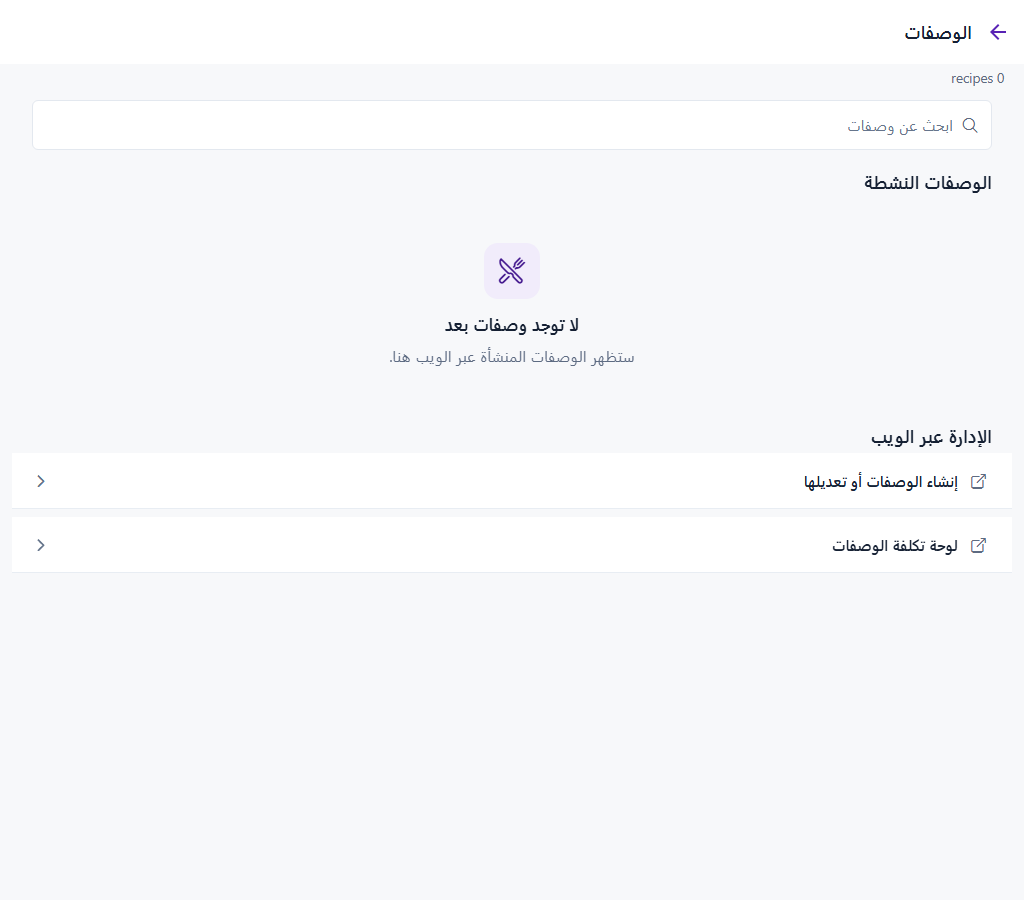 الوصفات
0 recipes
ابحث عن وصفات
الوصفات النشطة
لا توجد وصفات بعد
ستظهر الوصفات المنشأة عبر الويب هنا.
الإدارة عبر الويب
إنشاء الوصفات أو تعديلها
لوحة تكلفة الوصفات